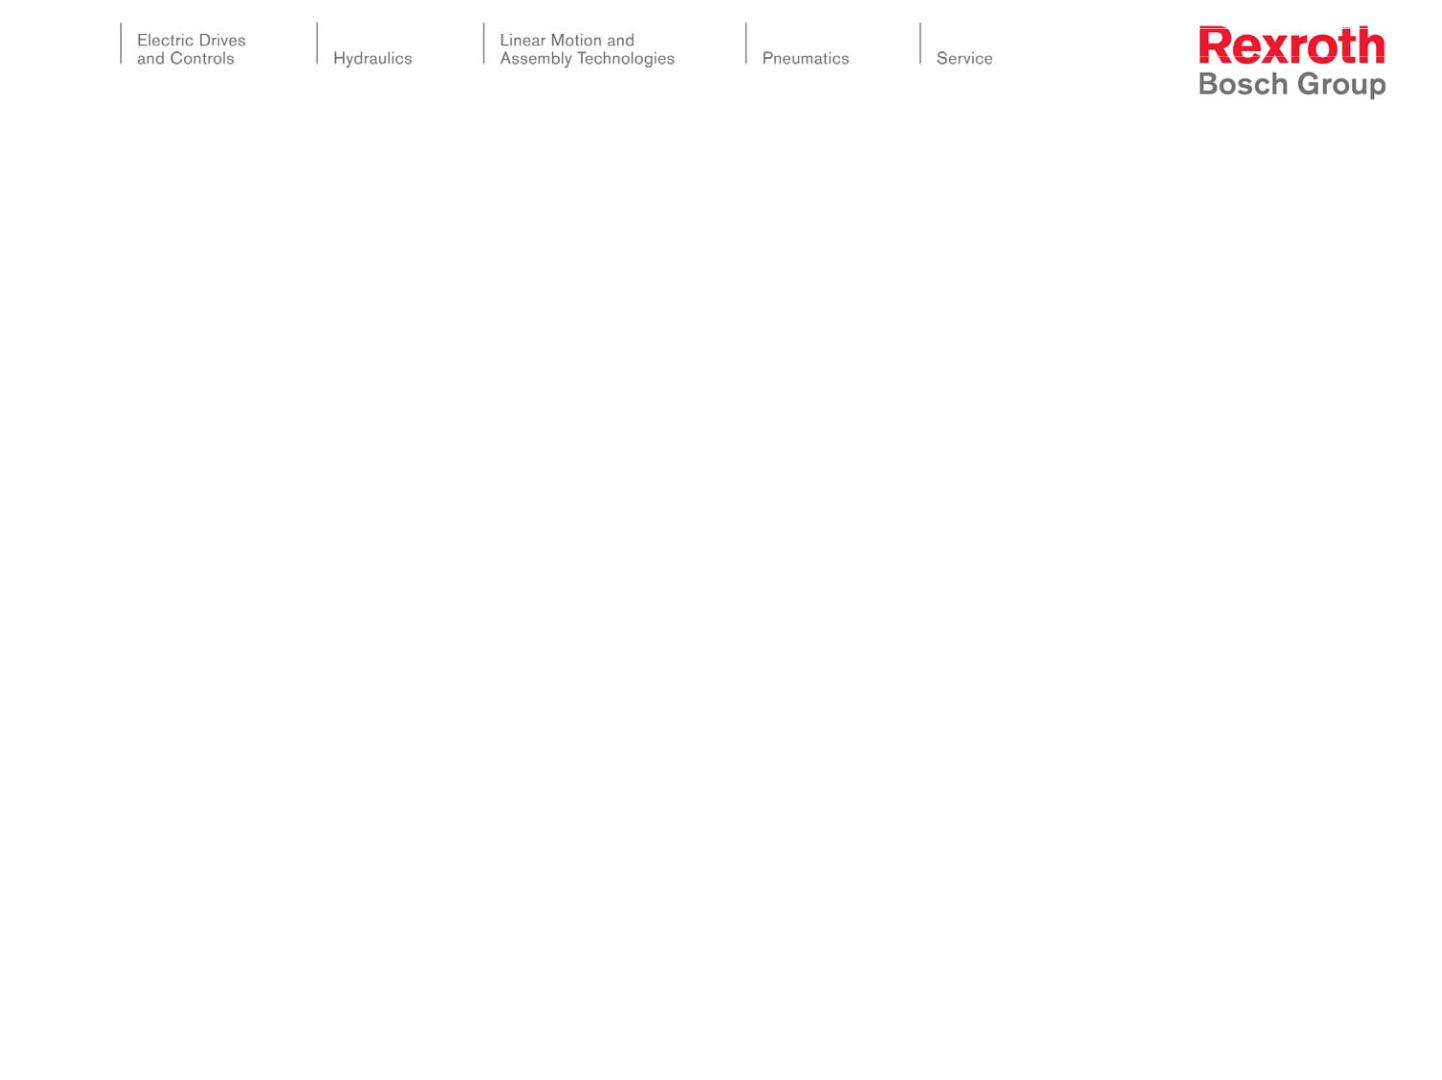 Electric Drives
and Controls
Hydraulics
Linear Motion and
Assembly Technologies
Pneumatics
Service
Rexroth
Bosch Group